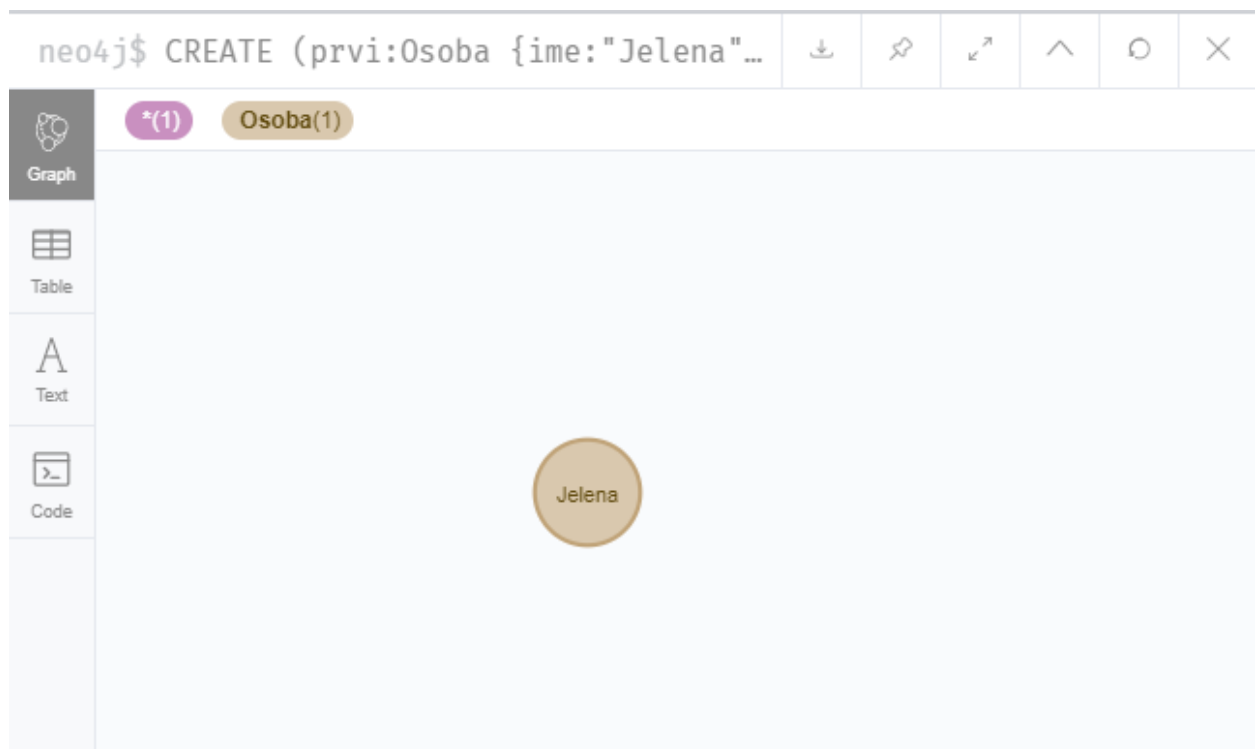 neo4j$ CREATE (prvi:Osoba {ime:"Jelena"…
*(1) Osoba(1)
Graph
Table
Text
Code
Jelena